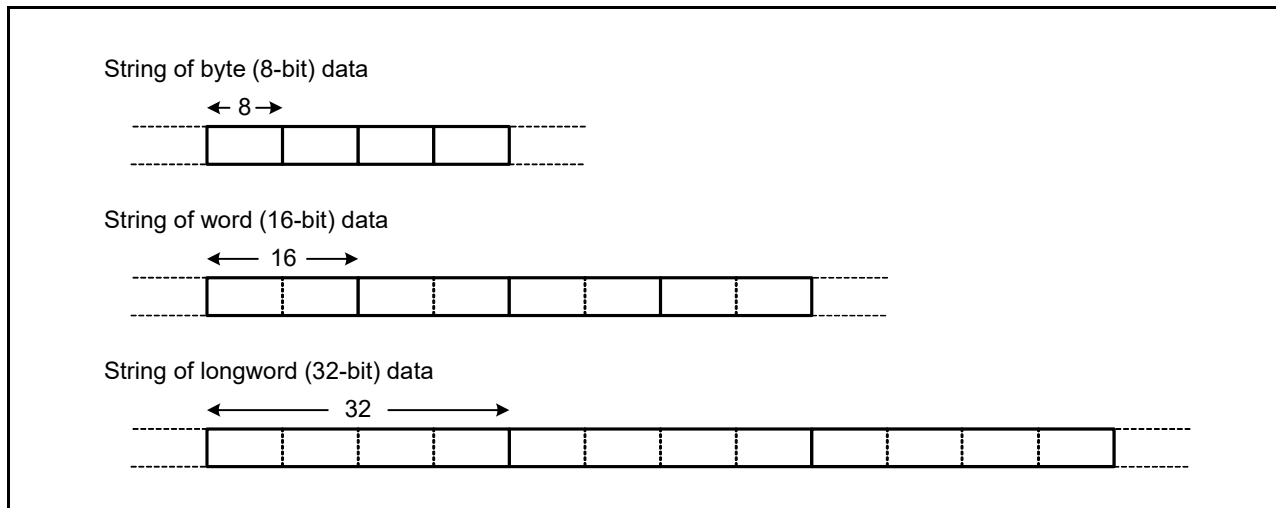 String of byte (8-bit) data
8
String of word (16-bit) data
16
String of longword (32-bit) data
32